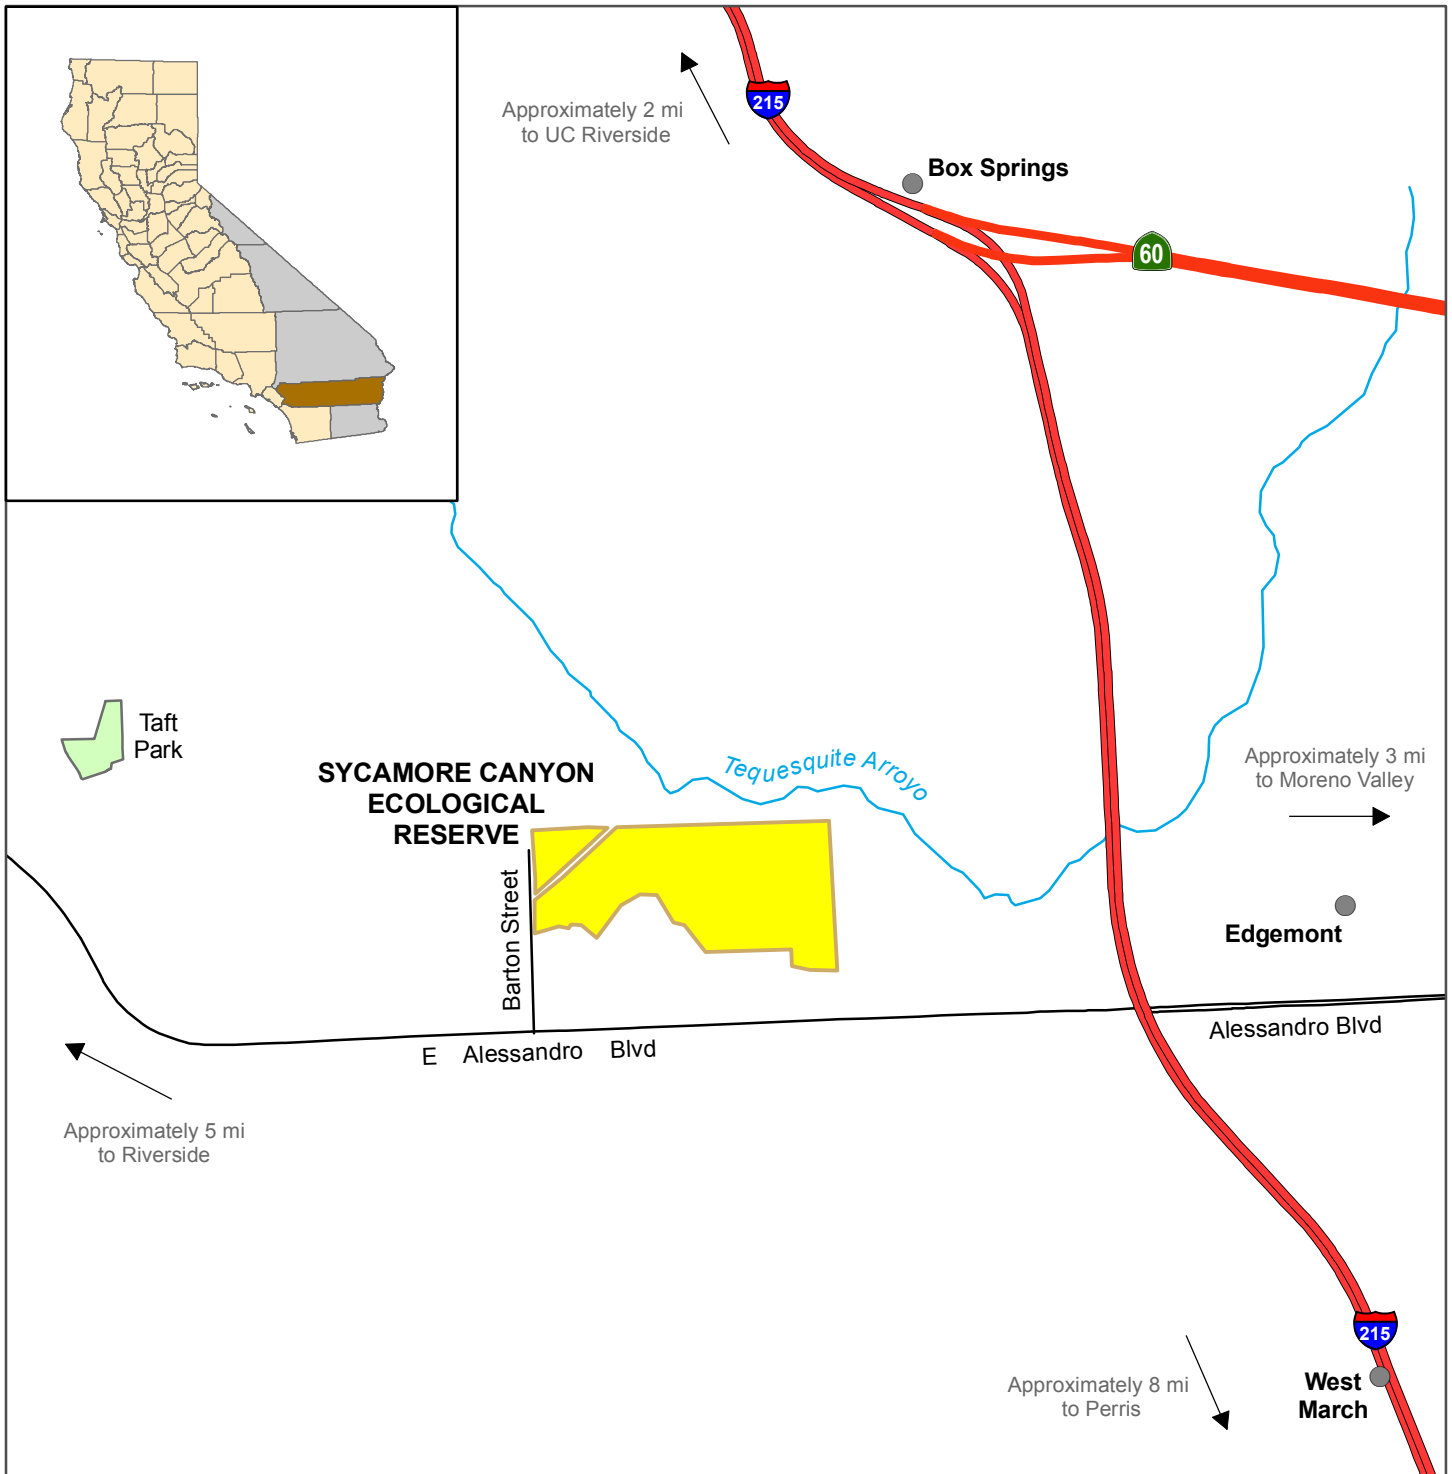 Approximately 2 mi
to UC Riverside
215
Box Springs
60
Taft
Park
SYCAMORE CANYON
ECOLOGICAL
RESERVE
Tequesquite Arroyo
Approximately 3 mi
to Moreno Valley
Barton Street
Edgemont
E Alessandro Blvd
Alessandro Blvd
Approximately 5 mi
to Riverside
215
Approximately 8 mi
to Perris
West
March